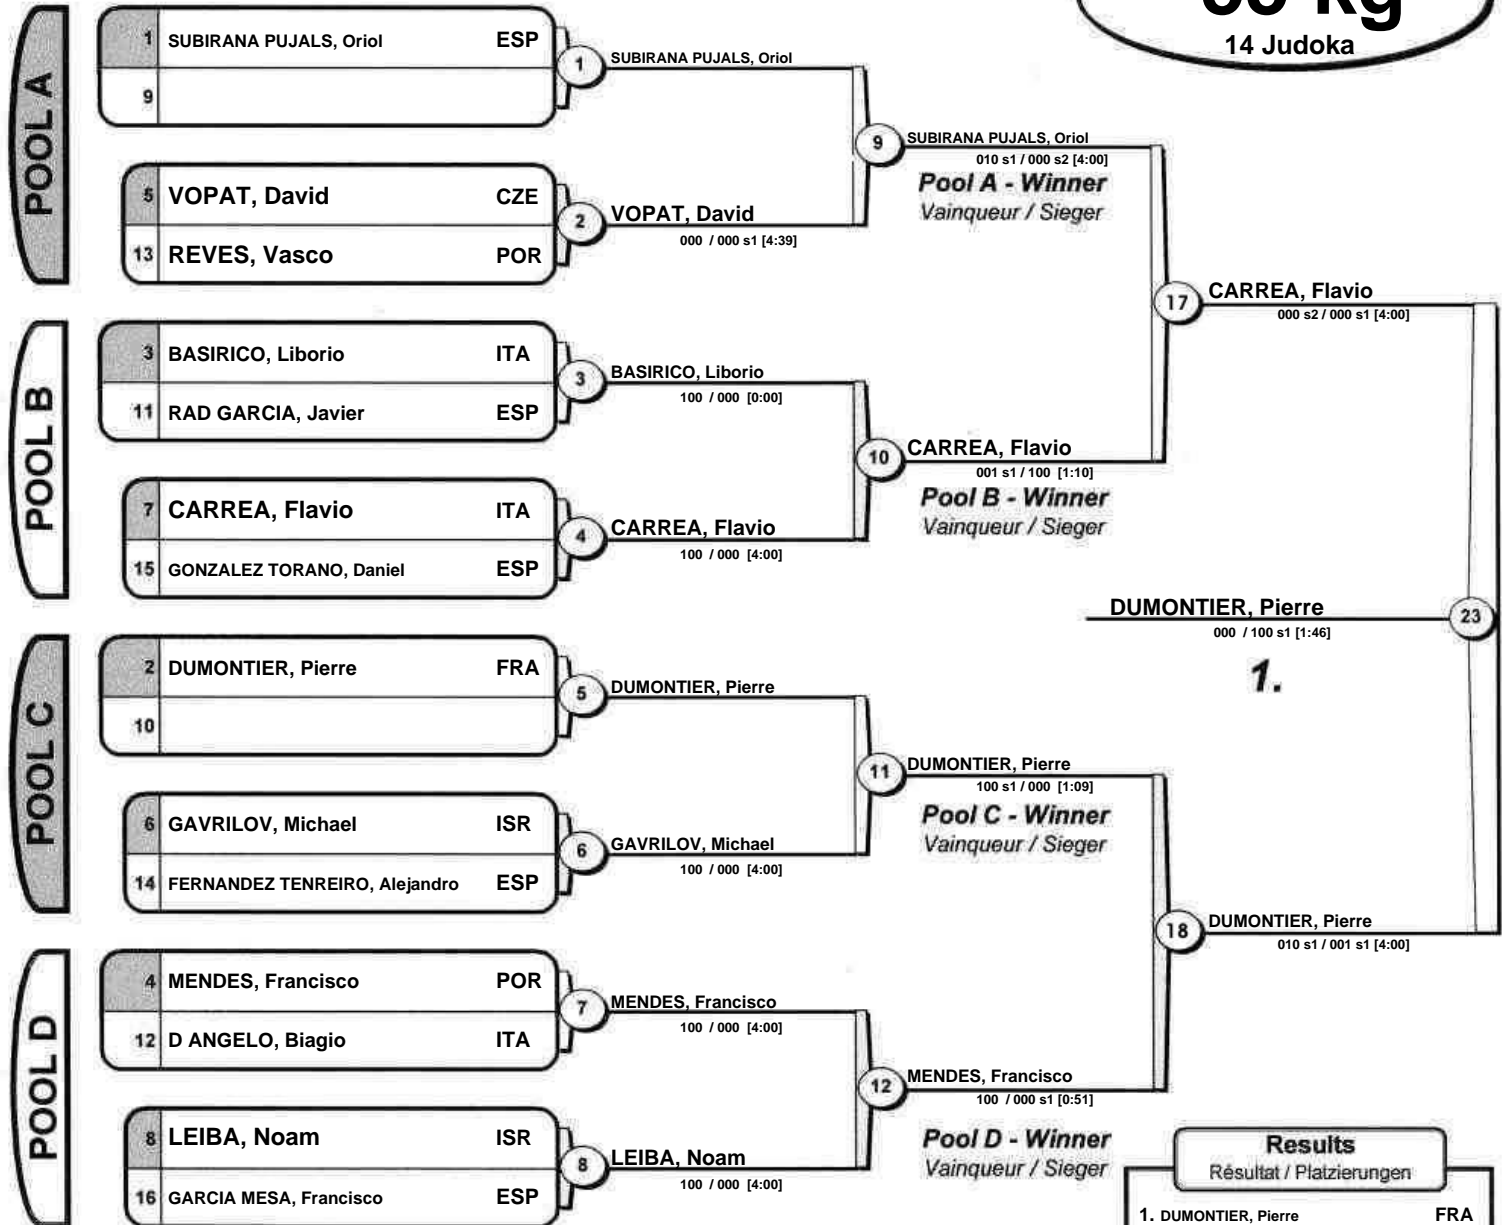 14 Judoka
POOL A
1 SUBIRANA PUJALS, Oriol ESP
9
1 SUBIRANA PUJALS, Oriol
5 VOPAT, David CZE
13 REVES, Vasco POR
2 VOPAT, David
000 / 000 s1 [4:39]
9 SUBIRANA PUJALS, Oriol
010 s1 / 000 s2 [4:00]
Pool A - Winner
Vainqueur / Sieger
POOL B
3 BASIRICO, Liborio ITA
11 RAD GARCIA, Javier ESP
3 BASIRICO, Liborio
100 / 000 [0:00]
7 CARREA, Flavio ITA
15 GONZALEZ TORANO, Daniel ESP
4 CARREA, Flavio
100 / 000 [4:00]
10 CARREA, Flavio
001 s1 / 100 [1:10]
Pool B - Winner
Vainqueur / Sieger
17 CARREA, Flavio
000 s2 / 000 s1 [4:00]
DUMONTIER, Pierre 23
000 / 100 s1 [1:46]
1.
POOL C
2 DUMONTIER, Pierre FRA
10
5 DUMONTIER, Pierre
6 GAVRILOV, Michael ISR
14 FERNANDEZ TENREIRO, Alejandro ESP
6 GAVRILOV, Michael
100 / 000 [4:00]
11 DUMONTIER, Pierre
100 s1 / 000 [1:09]
Pool C - Winner
Vainqueur / Sieger
18 DUMONTIER, Pierre
010 s1 / 001 s1 [4:00]
POOL D
4 MENDES, Francisco POR
12 D ANGELO, Biagio ITA
7 MENDES, Francisco
100 / 000 [4:00]
8 LEIBA, Noam ISR
16 GARCIA MESA, Francisco ESP
8 LEIBA, Noam
100 / 000 [4:00]
12 MENDES, Francisco
100 / 000 s1 [0:51]
Pool D - Winner
Vainqueur / Sieger
Results
Résultat / Platzierungen
1. DUMONTIER, Pierre FRA